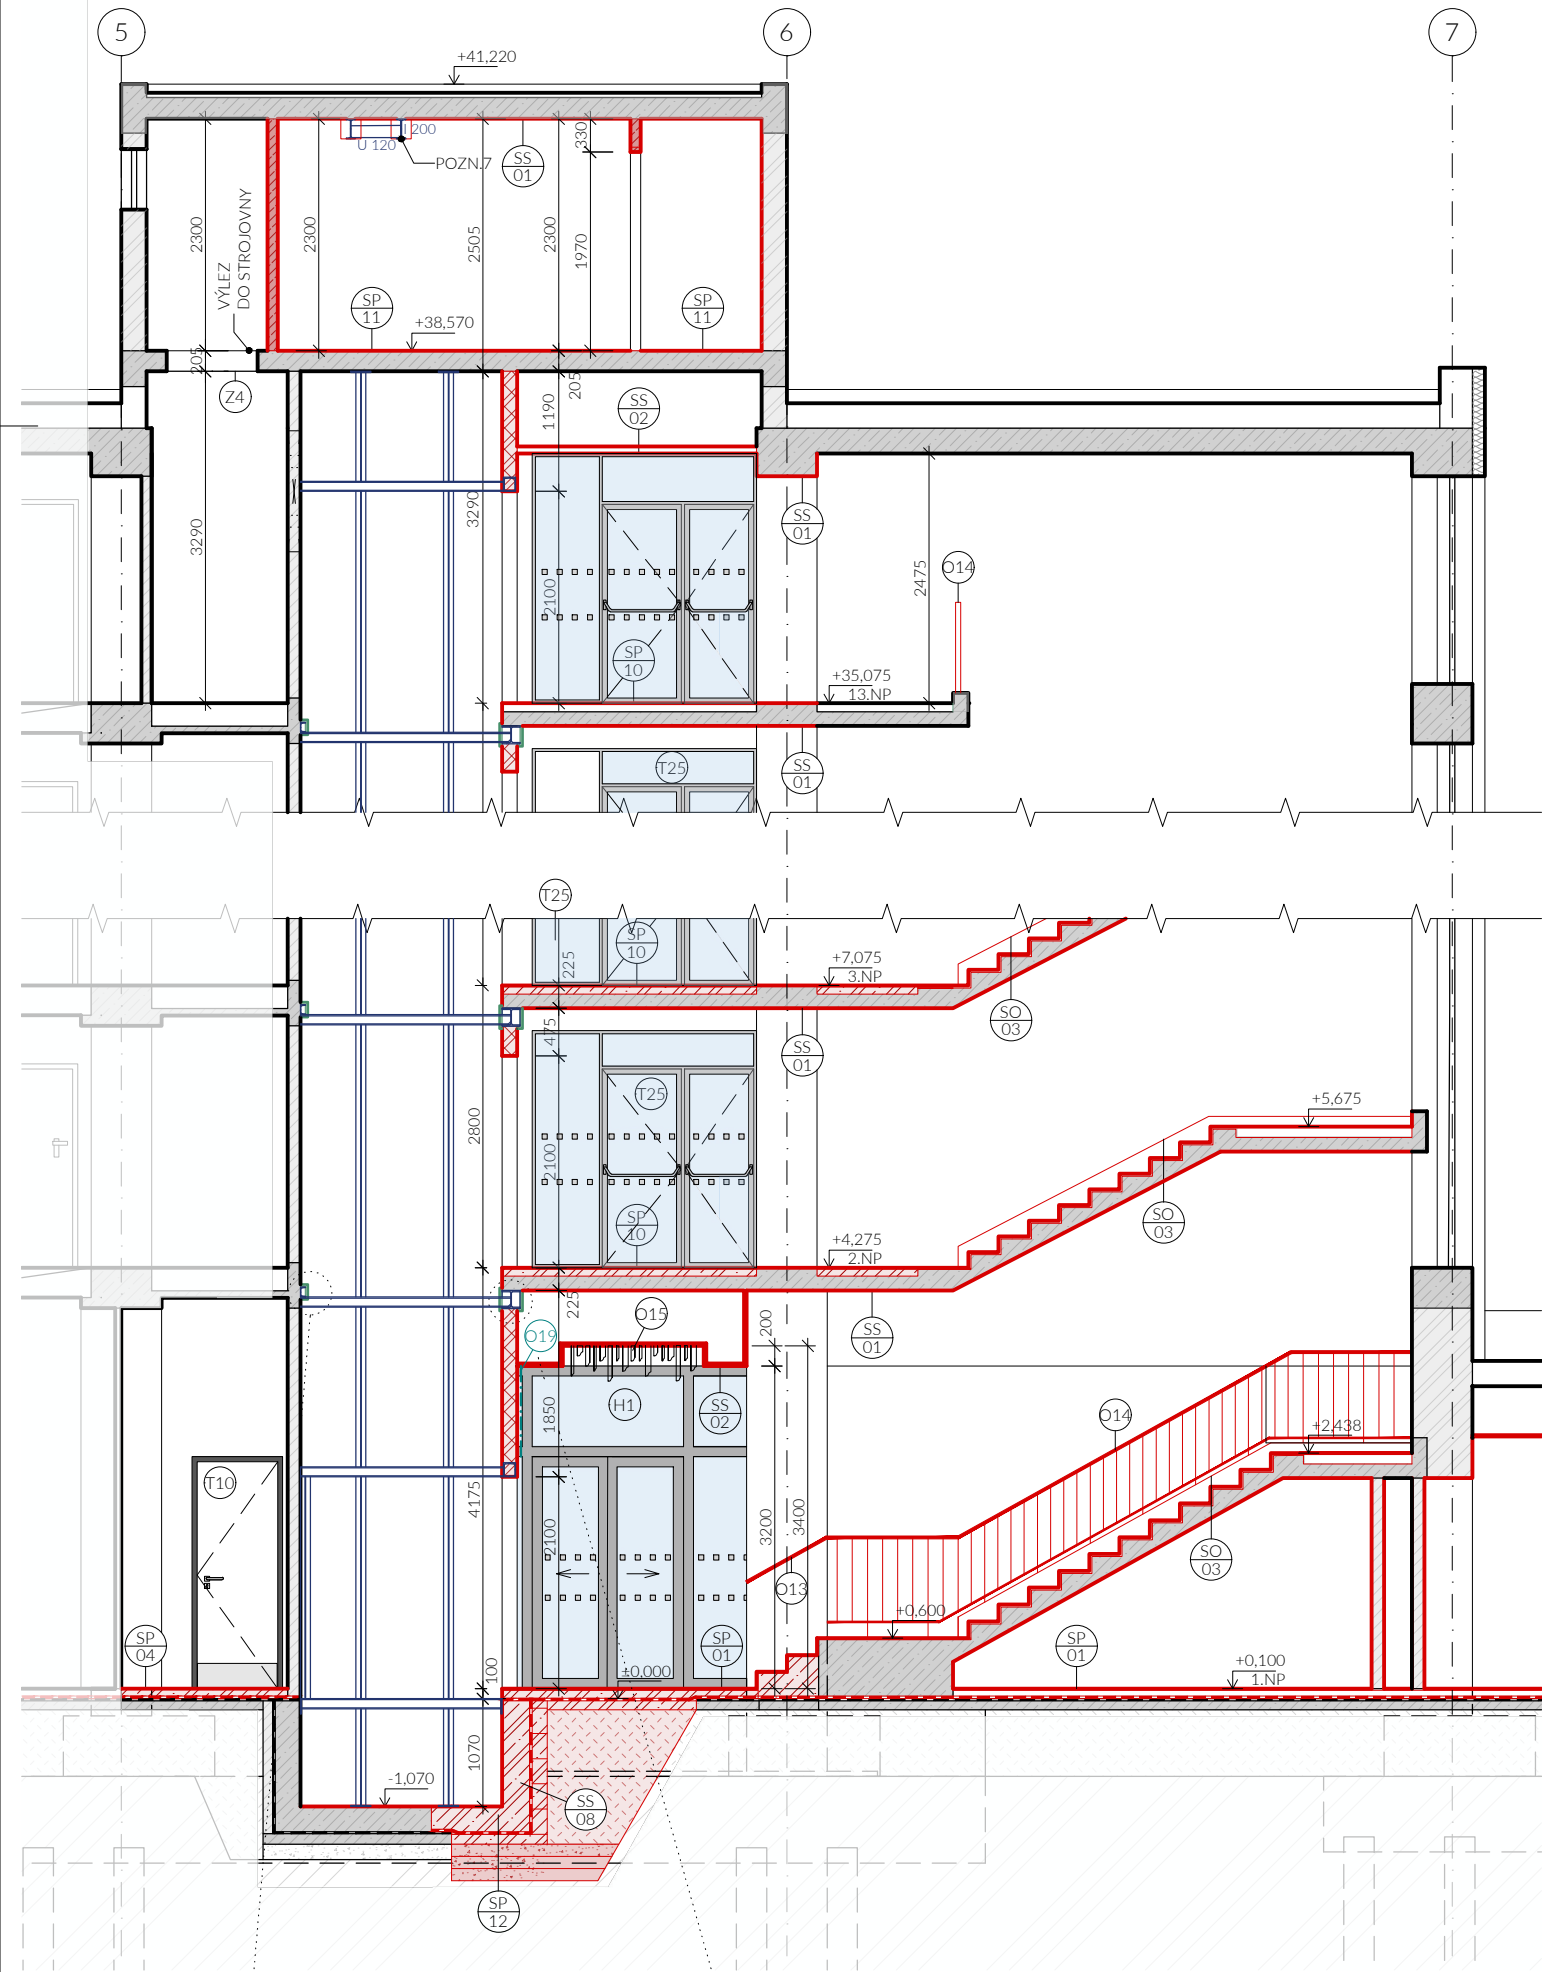 5
6
7
+41,220
I 200
U 120
POZN.7
SS
01
330
2300
2300
2505
2300
1970
VÝLEZ
DO STROJOVNY
SP
11
+38,570
SP
11
205
Z4
205
1190
SS
02
3290
3290
SS
01
2475
O14
2100
SP
10
+35,075
13.NP
T25
SS
01
T25
SP
10
225
+7,075
3.NP
SO
03
475
SS
01
T25
+5,675
2800
2100
SP
10
SO
03
+4,275
2.NP
225
O15
O19
200
SS
01
H1
SS
02
1850
O14
+2,438
T10
4175
2100
3200
3400
SO
03
O13
+0,600
SP
04
SP
01
SP
01
100
±0,000
+0,100
1.NP
1070
-1,070
SS
08
SP
12